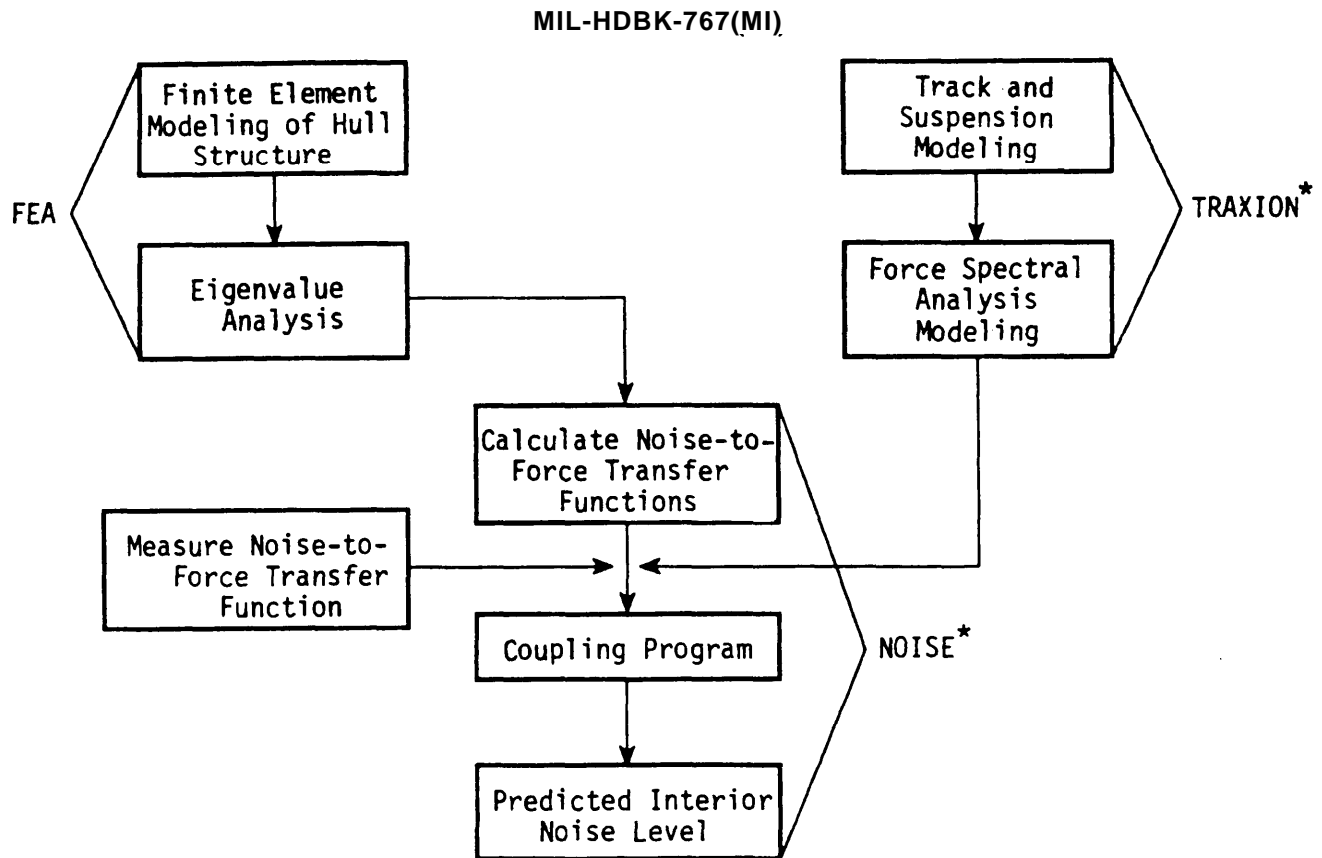 MIL-HDBK-767(MI)
Finite Element
Modeling of Hull
Structure
Track and
Suspension
Modeling
FEA
TRAXION*
Eigenvalue
Analysis
Force Spectral
Analysis
Modeling
Calculate Noise-to-
Force Transfer
Functions
Measure Noise-to-
Force Transfer
Function
Coupling Program
NOISE*
Predicted Interior
Noise Level